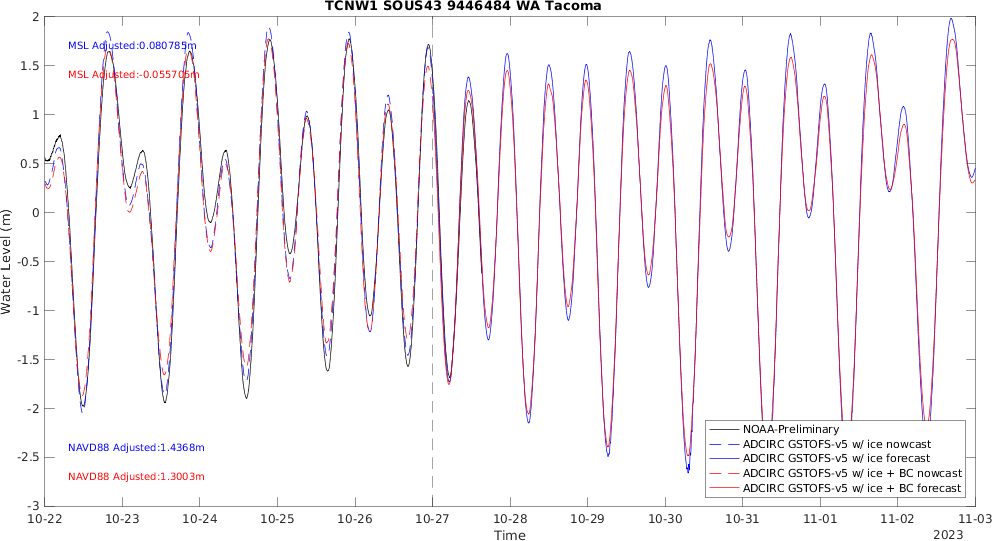 TCNW1 SOUS43 9446484 WA Tacoma
MSL Adjusted:0.080785m
MSL Adjusted:-0.055705m
NAVD88 Adjusted:1.4368m
NAVD88 Adjusted:1.3003m
Water Level (m)
2
1.5
1
0.5
0
-0.5
-1
-1.5
-2
-2.5
-3
NOAA-Preliminary
ADCIRC GSTOFS-v5 w/ ice nowcast
ADCIRC GSTOFS-v5 w/ ice forecast
ADCIRC GSTOFS-v5 w/ ice + BC nowcast
ADCIRC GSTOFS-v5 w/ ice + BC forecast
10-22 10-23 10-24 10-25 10-26 10-27 10-28 10-29 10-30 10-31 11-01 11-02 11-03
Time
2023